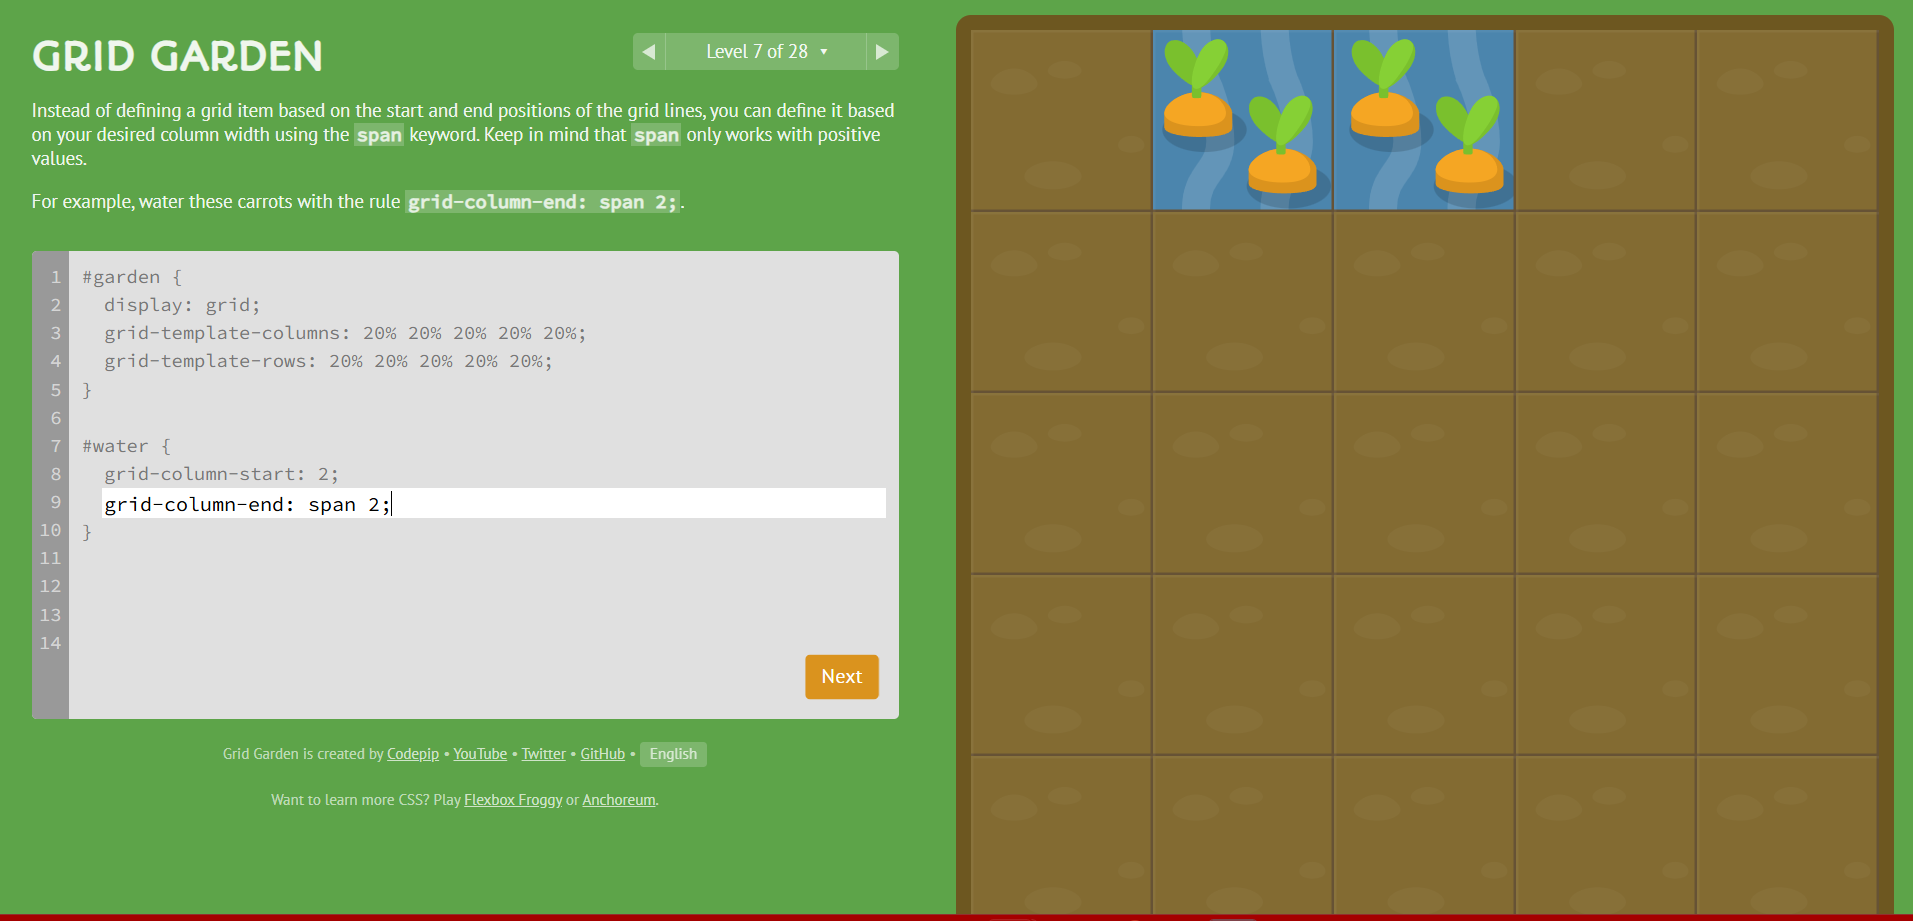 GRID GARDEN
◀ Level 7 of 28 ▼ ▶
Instead of defining a grid item based on the start and end positions of the grid lines, you can define it based
on your desired column width using the span keyword. Keep in mind that span only works with positive
values.
For example, water these carrots with the rule grid-column-end: span 2;.
1 #garden {
2 display: grid;
3 grid-template-columns: 20% 20% 20% 20% 20%;
4 grid-template-rows: 20% 20% 20% 20% 20%;
5 }
6
7 #water {
8 grid-column-start: 2;
9 grid-column-end: span 2;
10 }
11
12
13
14
Next
Grid Garden is created by Codepip • YouTube • Twitter • GitHub • English
Want to learn more CSS? Play Flexbox Froggy or Anchoreum.